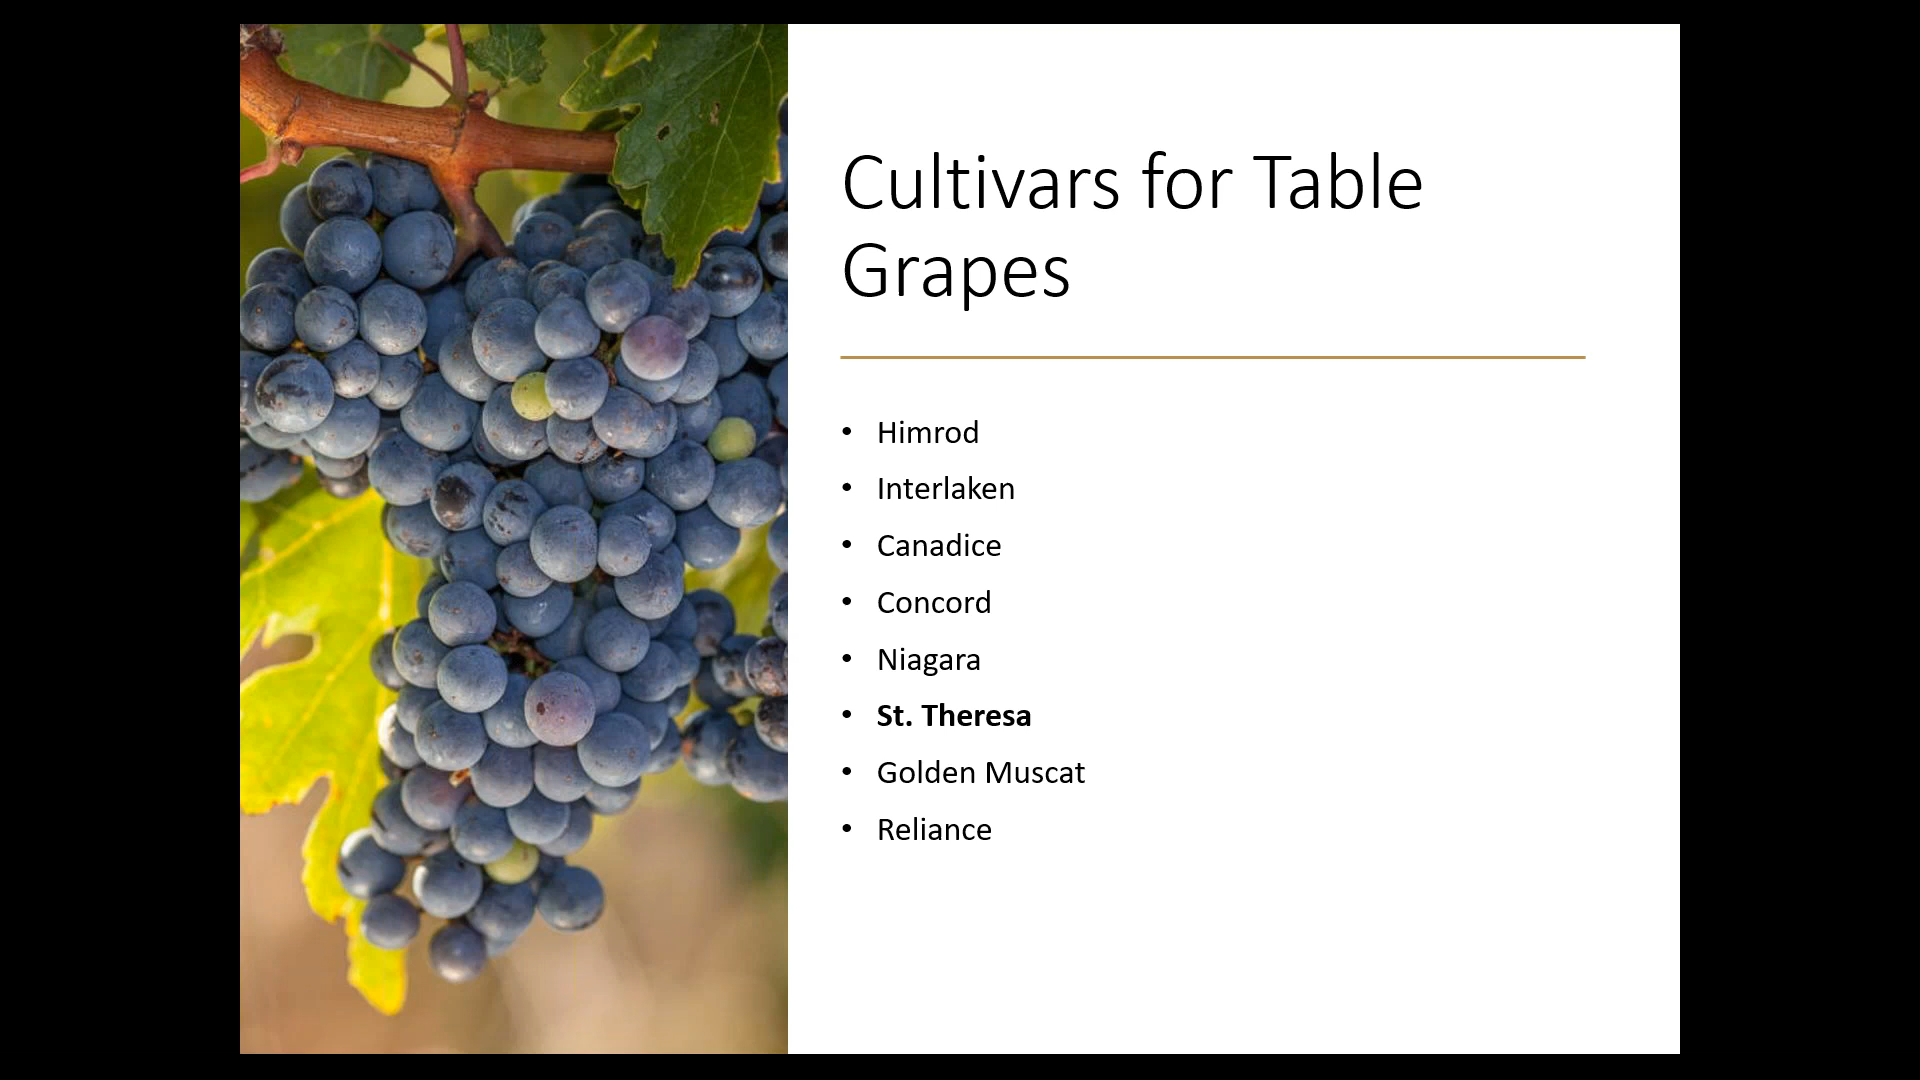 Cultivars for Table
Grapes
• Himrod
• Interlaken
• Canadice
• Concord
• Niagara
• St. Theresa
• Golden Muscat
• Reliance